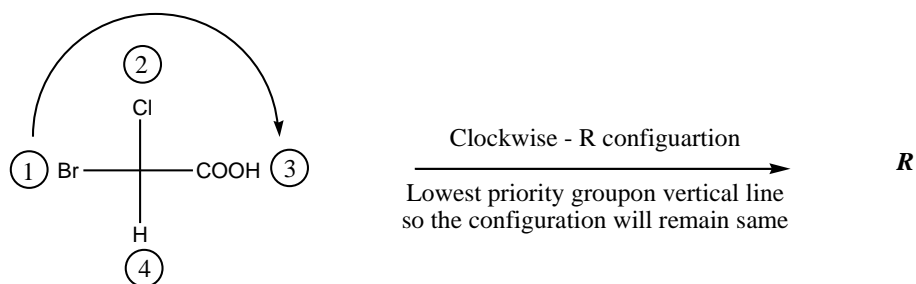 2
Cl
1 Br COOH 3
H
4
Clockwise - R configuartion
Lowest priority groupon vertical line
so the configuration will remain same
R